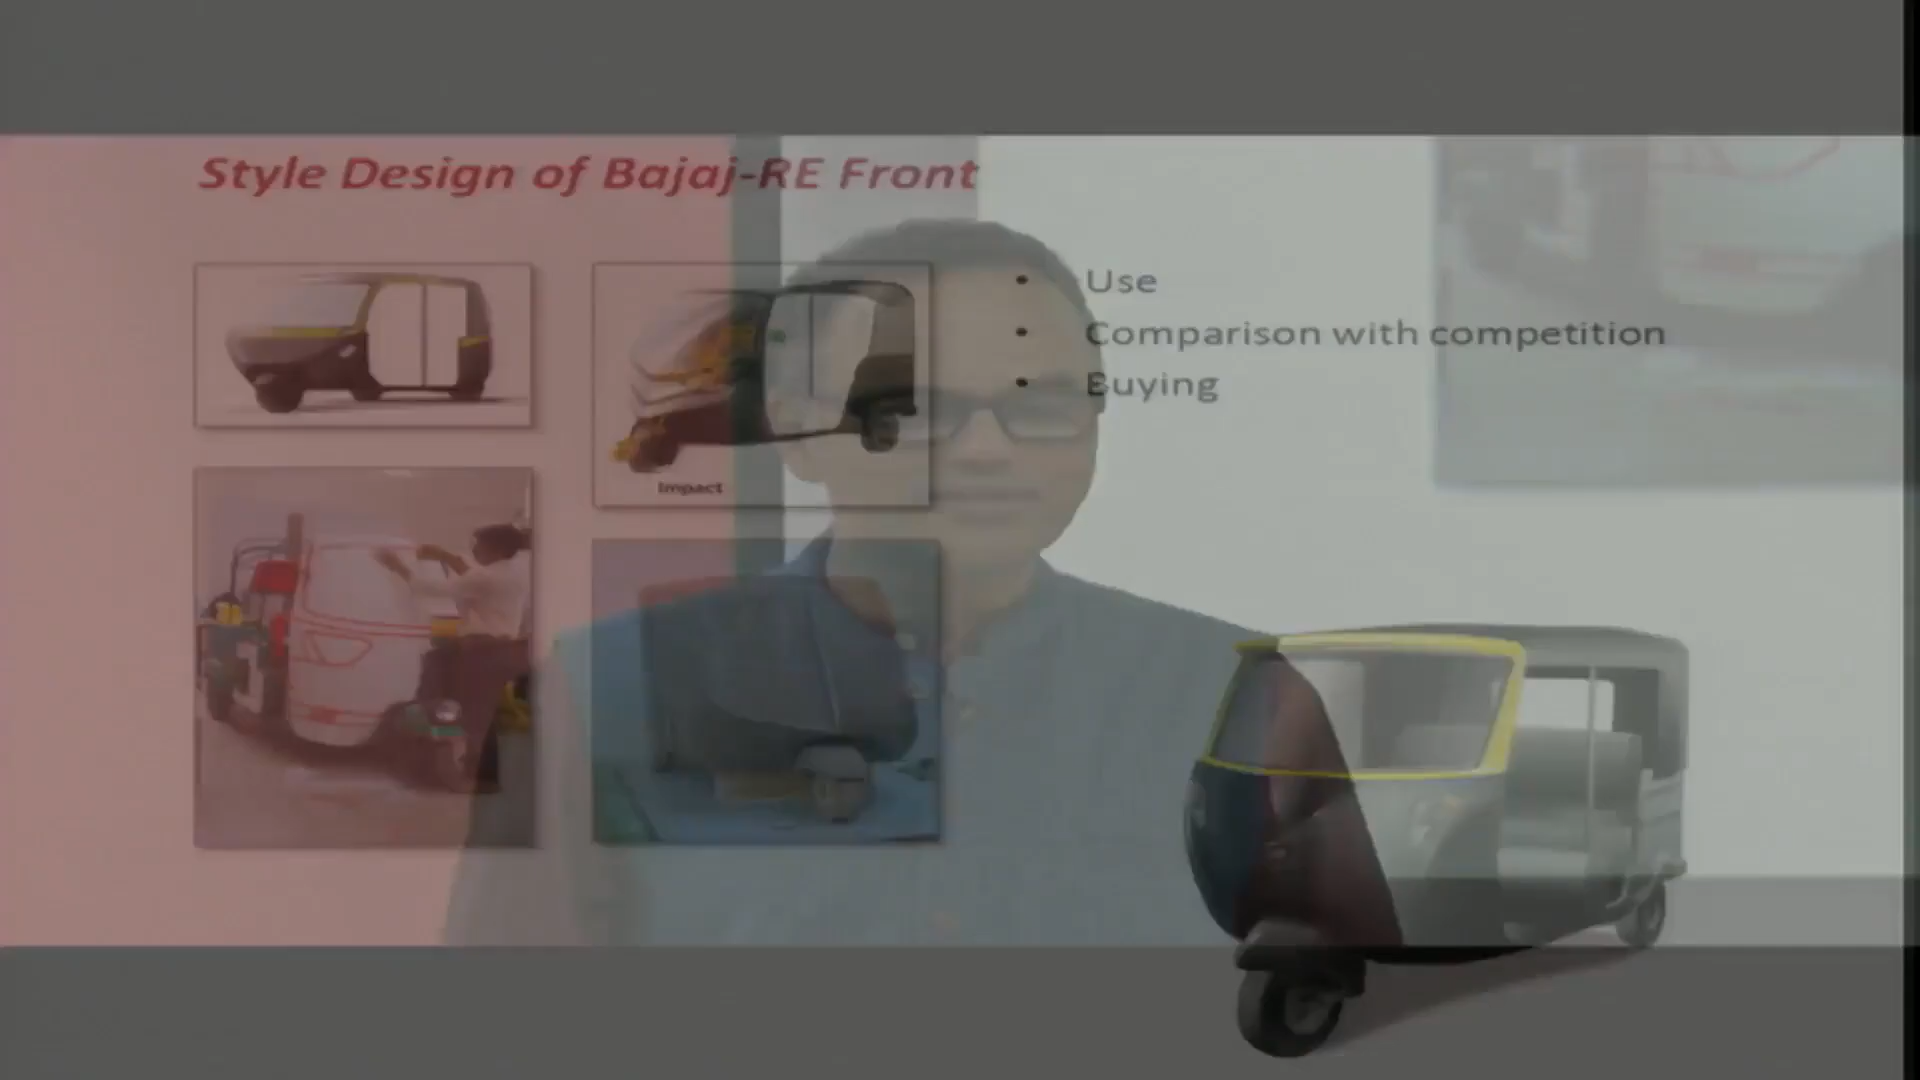 Style Design of Bajaj-RE Front
Impact
• Use
• Comparison with competition
• Buying